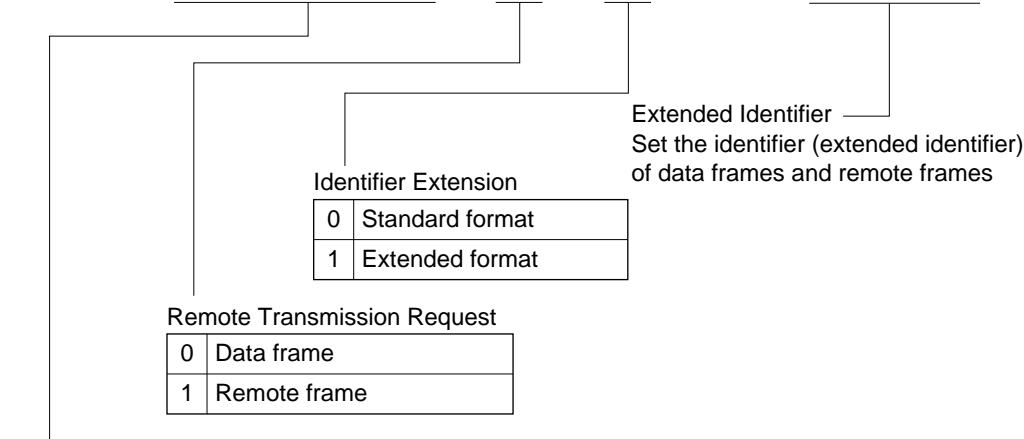 Extended Identifier
Set the identifier (extended identifier)
of data frames and remote frames
Identifier Extension
0 Standard format
1 Extended format
Remote Transmission Request
0 Data frame
1 Remote frame